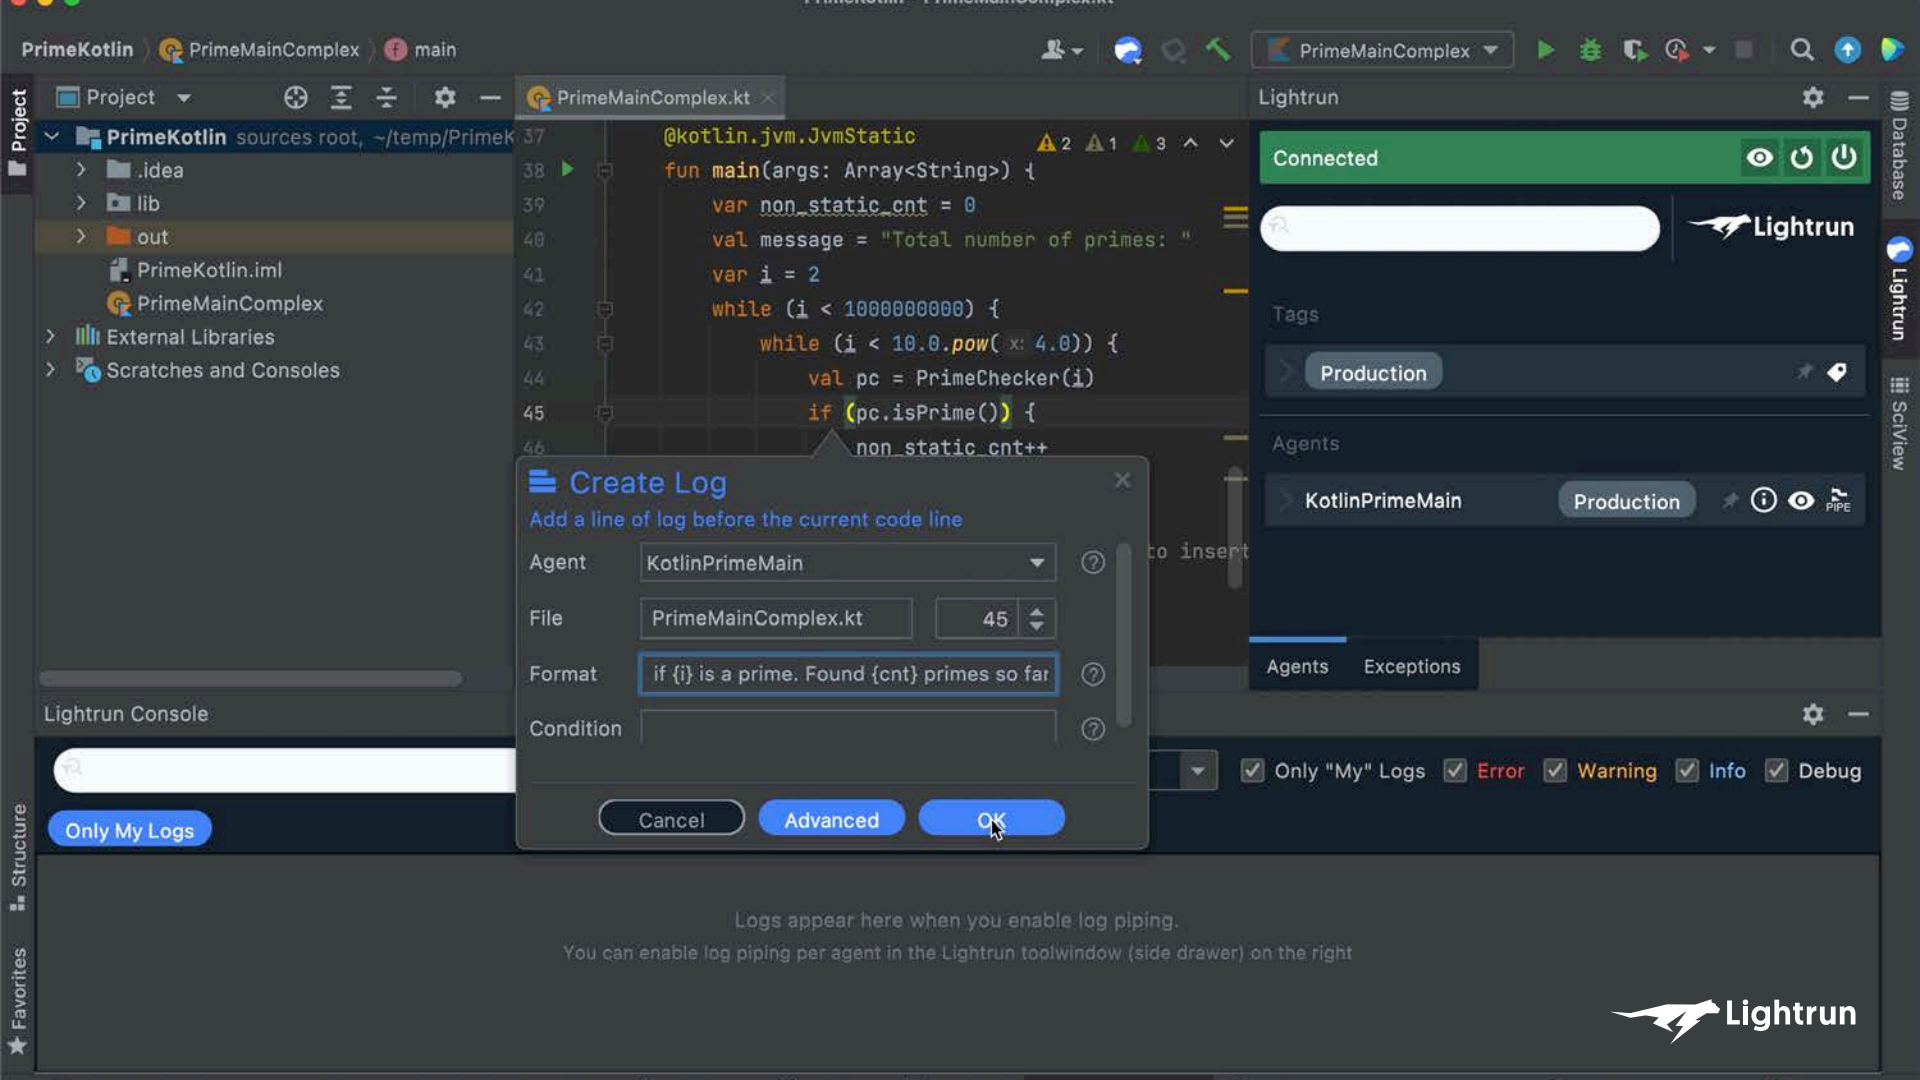 PrimeKotlin
PrimeMainComplex
main
PrimeMainComplex
Project
Project
PrimeMainComplex.kt
Lightrun
Database
Lightrun
SciView
Structure
Favorites
PrimeKotlin sources root, ~/temp/PrimeK
.idea
lib
out
PrimeKotlin.iml
PrimeMainComplex
External Libraries
Scratches and Consoles
2 1 3
37 @kotlin.jvm.JvmStatic
38 fun main(args: Array<String>) {
39 var non_static_cnt = 0
40 val message = "Total number of primes: "
41 var i = 2
42 while (i < 1000000000) {
43 while (i < 10.0.pow( x: 4.0)) {
44 val pc = PrimeChecker(i)
45 if (pc.isPrime()) {
46 non_static_cnt++
to insert
Connected
Lightrun
Tags
Production
Agents
KotlinPrimeMain
Production
PIPE
Agents
Exceptions
Create Log
Add a line of log before the current code line
Agent
KotlinPrimeMain
File
PrimeMainComplex.kt
45
Format
if {i} is a prime. Found {cnt} primes so far
Condition
Cancel
Advanced
OK
Lightrun Console
Only "My" Logs
Error
Warning
Info
Debug
Only My Logs
Logs appear here when you enable log piping.
You can enable log piping per agent in the Lightrun toolwindow (side drawer) on the right
Lightrun